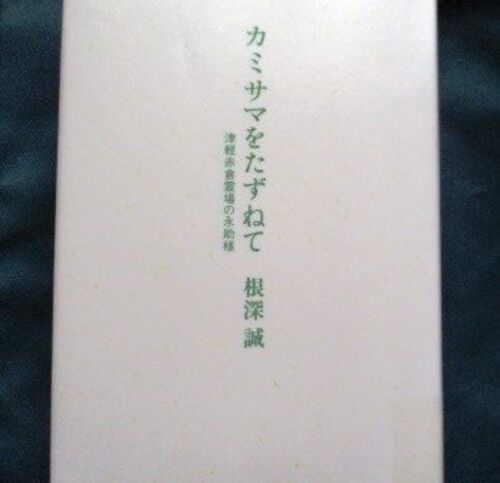 カミサマをたずねて 根深誠
津軽赤倉霊場の永助様